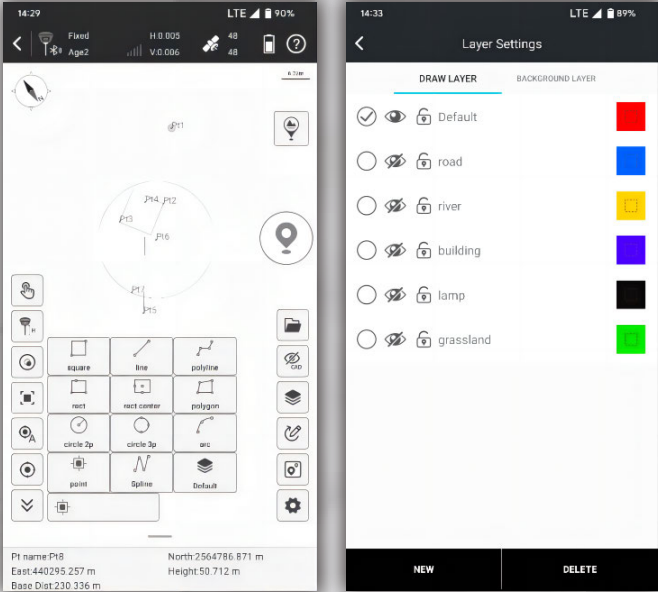 14:29
LTE 90%
Fixed
H:0.005
48
Age2
V:0.006
48
N
Pt1
Pt4
Pt2
Pt3
Pt6
Pt7
Pt5
H
CAD
A
square
line
polyline
rect
rect center
polygon
circle 2p
circle 3p
arc
point
Spline
Default
Pt name:Pt8
North:2564786.871 m
East:440295.257 m
Height:50.712 m
Base Dist:230.336 m
14:33
LTE 89%
Layer Settings
DRAW LAYER
BACKGROUND LAYER
Default
road
river
building
lamp
grassland
NEW
DELETE